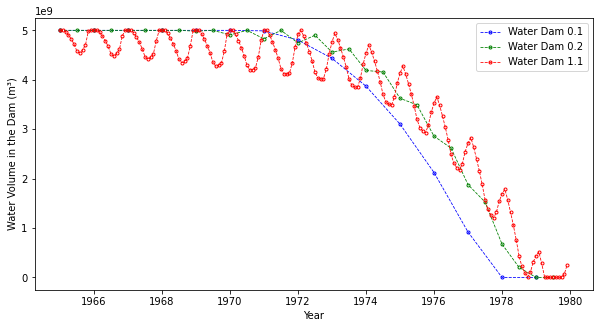 1e9
Water Dam 0.1
Water Dam 0.2
Water Dam 1.1
5
4
3
2
1
0
Water Volume in the Dam (m³)
1966 1968 1970 1972 1974 1976 1978 1980
Year